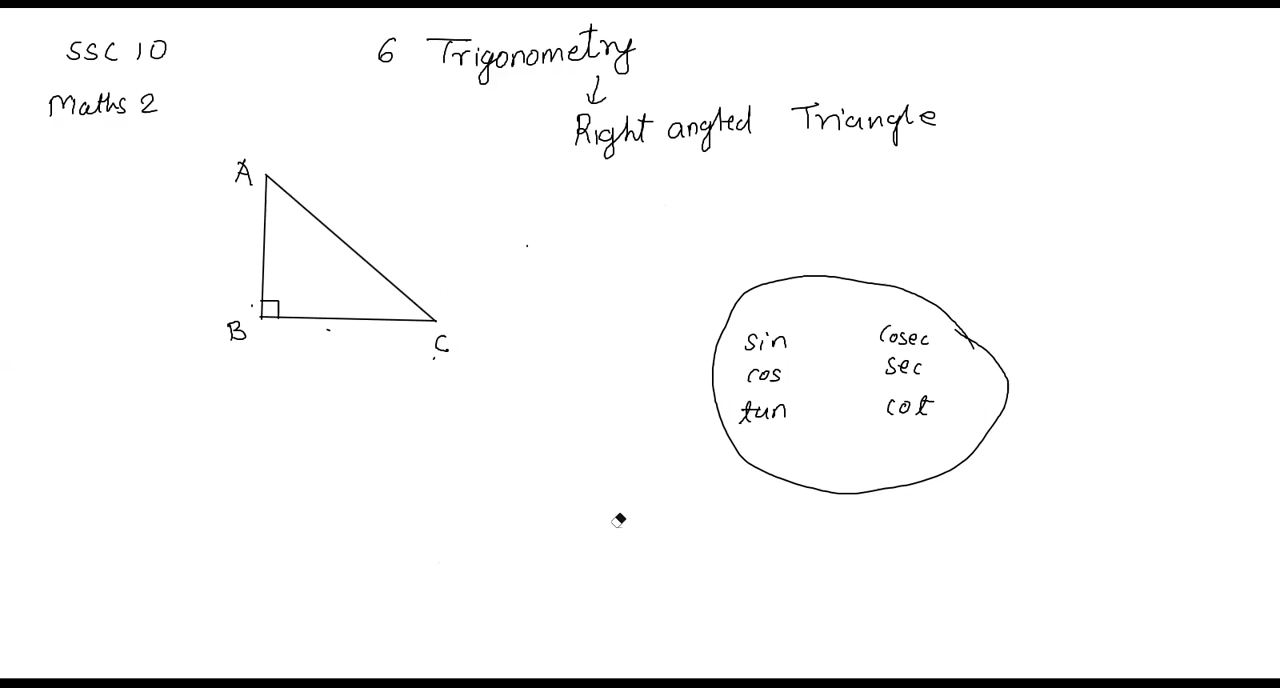 SSC 10
6 Trigonometry
Maths 2
Right angled Triangle
A
B
C
sin cosec
cos sec
tan cot